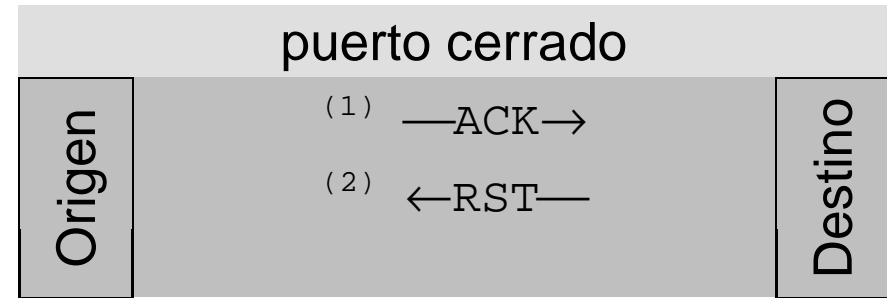 puerto cerrado
Origen
(1) —ACK→
(2) ←RST—
Destino